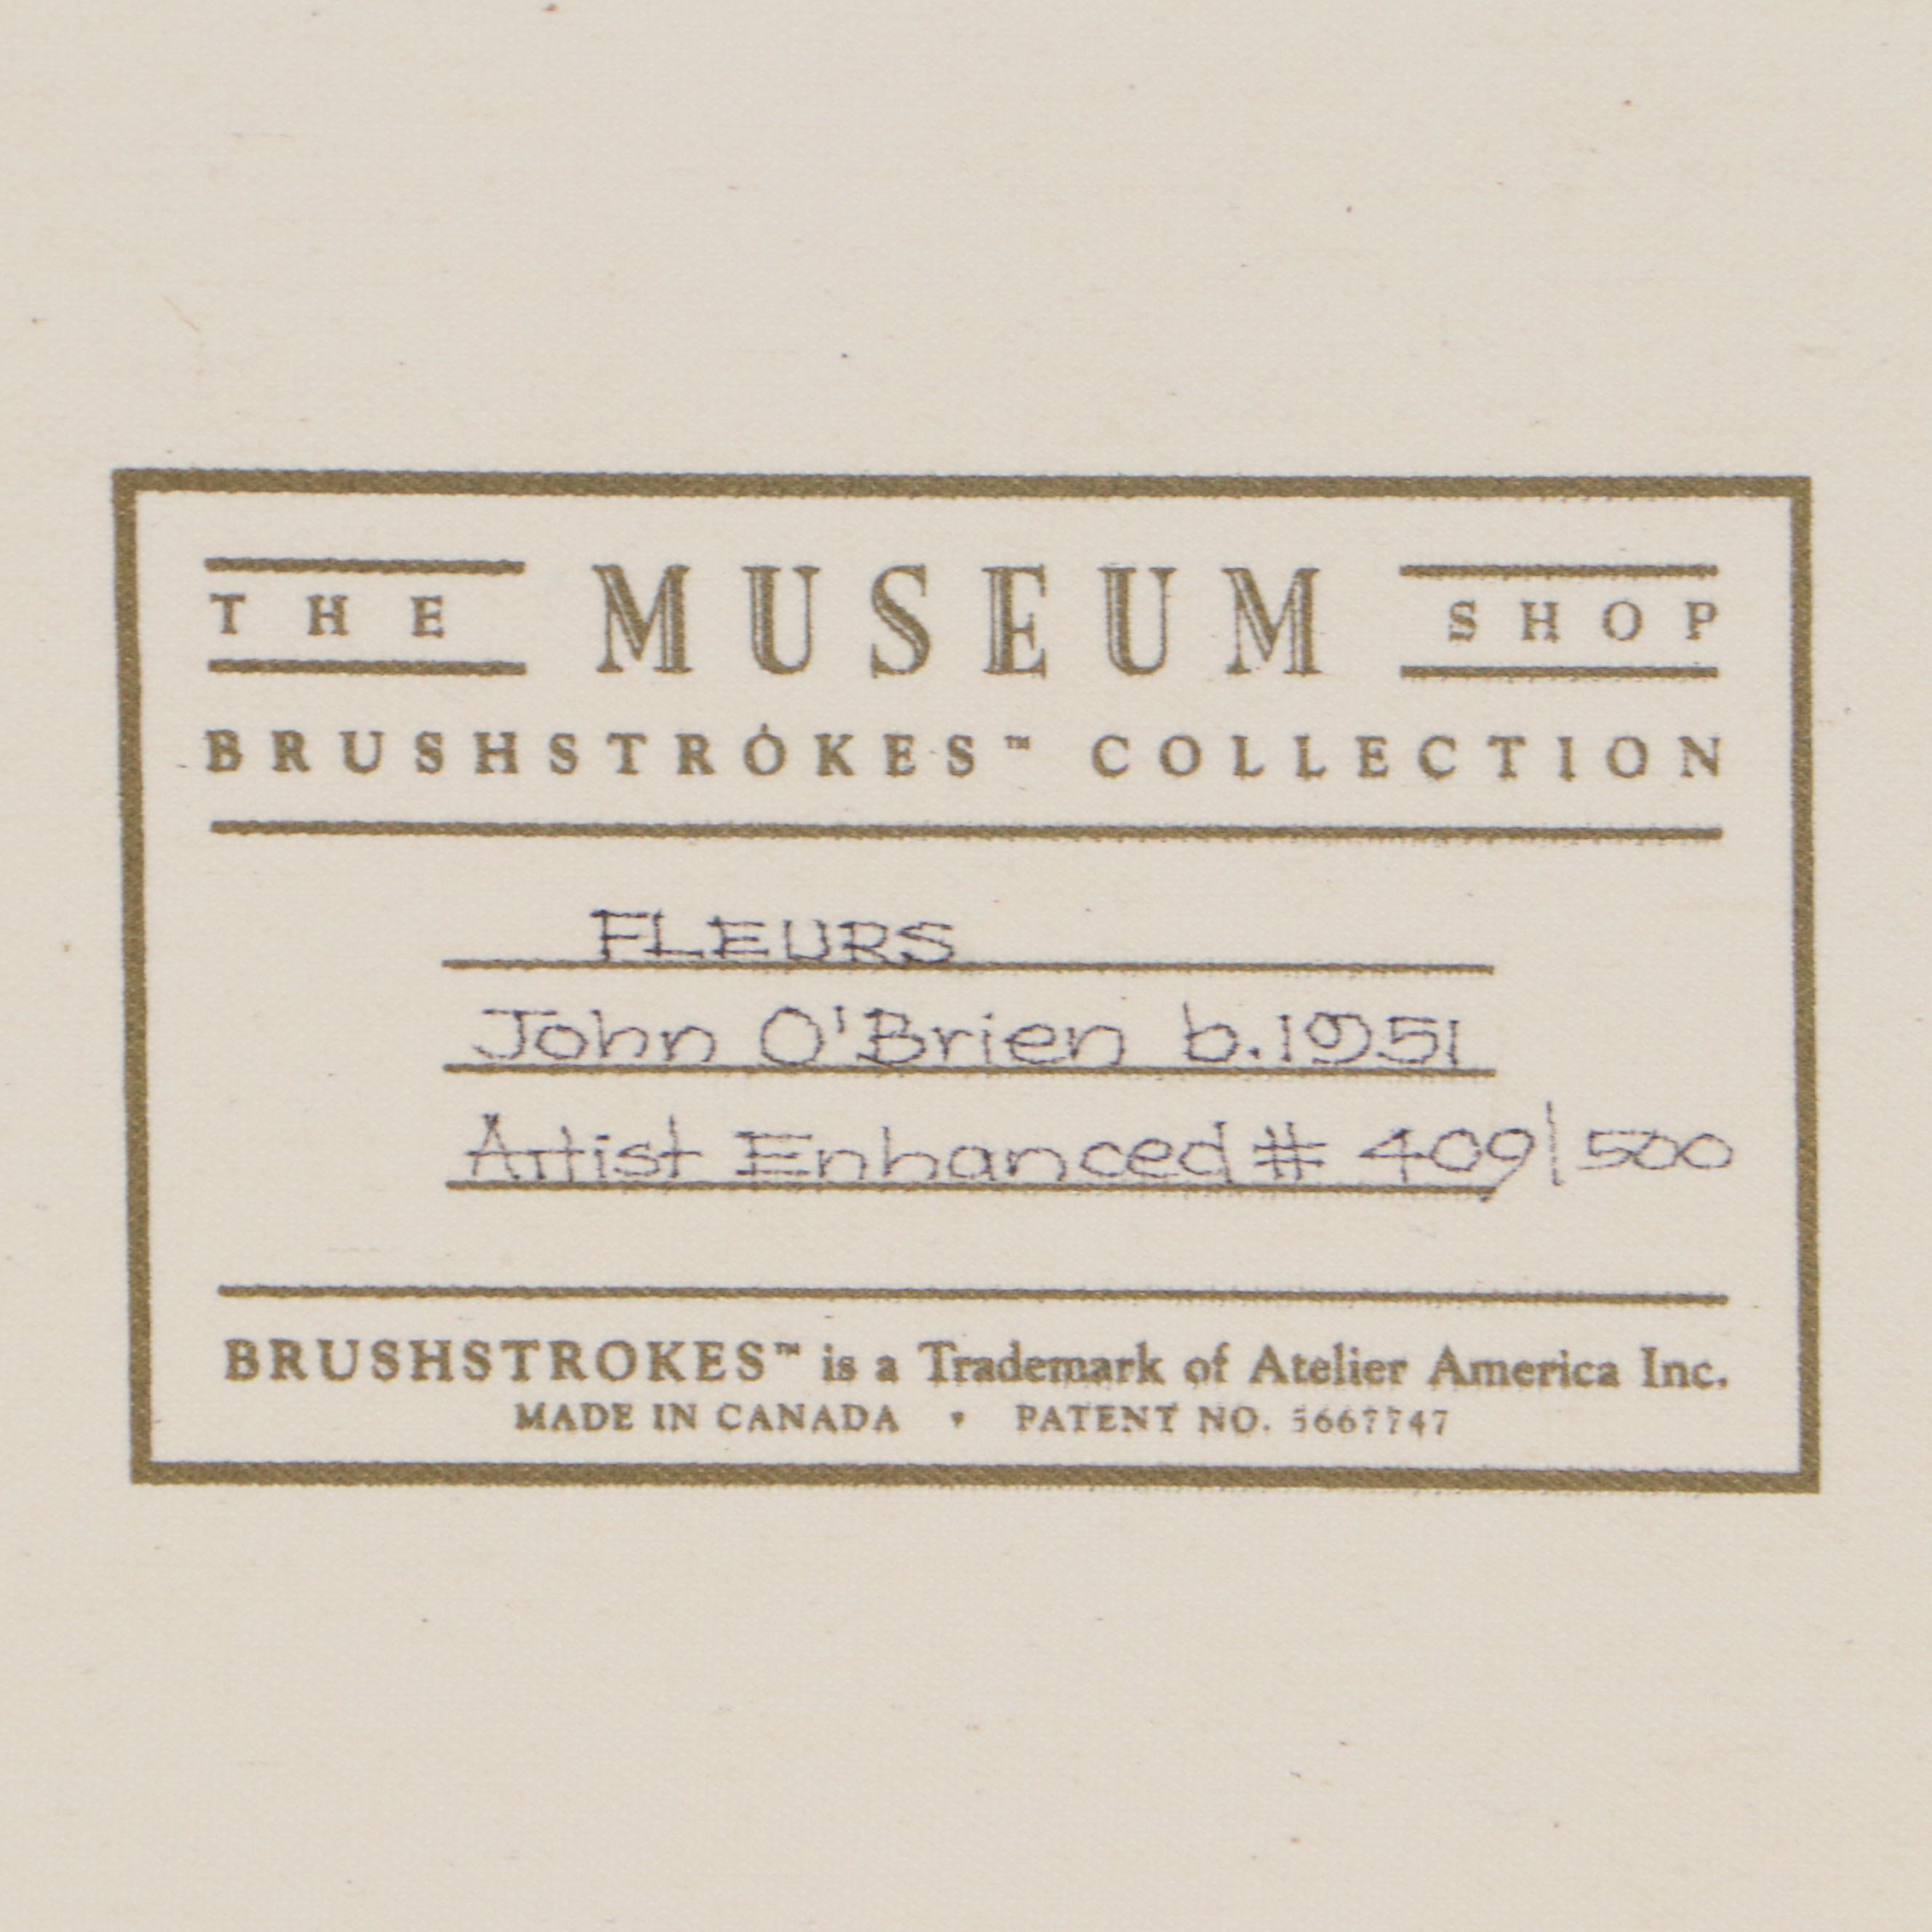 THE MUSEUM SHOP
BRUSHSTROKES™ COLLECTION
FLEURS
John O'Brien b.1951
Artist Enhanced # 409/500
BRUSHSTROKES™ is a Trademark of Atelier America Inc.
MADE IN CANADA • PATENT NO. 5667747